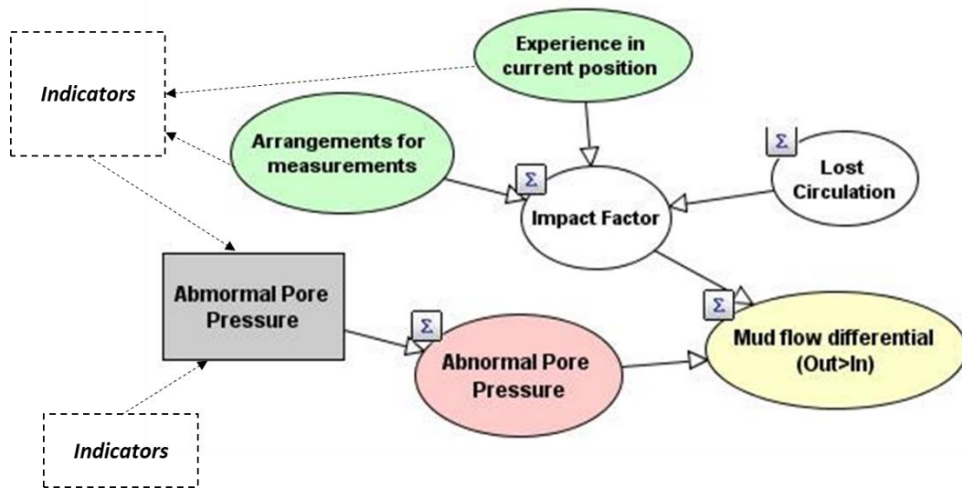 Experience in
current position
Indicators
Arrangements for
measurements
Σ
Lost
Circulation
Σ
Impact Factor
Abmormal Pore
Pressure
Σ
Mud flow differential
(Out>In)
Σ
Abnormal Pore
Pressure
Indicators